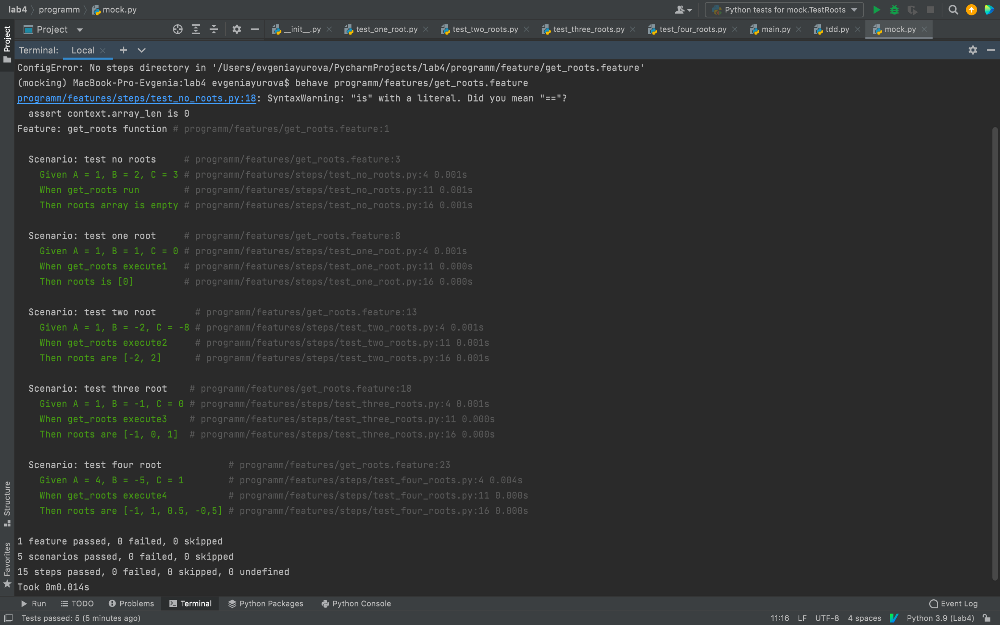 lab4 programm mock.py Python tests for mock.TestRoots
Project __init__.py test_one_root.py test_two_roots.py test_three_roots.py test_four_roots.py main.py tdd.py mock.py
Project
Terminal: Local
ConfigError: No steps directory in '/Users/evgeniayurova/PycharmProjects/lab4/programm/feature/get_roots.feature'
(mocking) MacBook-Pro-Evgenia:lab4 evgeniayurova$ behave programm/features/get_roots.feature
programm/features/steps/test_no_roots.py:18: SyntaxWarning: "is" with a literal. Did you mean "=="?
  assert context.array_len is 0
Feature: get_roots function # programm/features/get_roots.feature:1
  Scenario: test no roots     # programm/features/get_roots.feature:3
    Given A = 1, B = 2, C = 3 # programm/features/steps/test_no_roots.py:4 0.001s
    When get_roots run        # programm/features/steps/test_no_roots.py:11 0.001s
    Then roots array is empty # programm/features/steps/test_no_roots.py:16 0.001s
  Scenario: test one root     # programm/features/get_roots.feature:8
    Given A = 1, B = 1, C = 0 # programm/features/steps/test_one_root.py:4 0.001s
    When get_roots execute1   # programm/features/steps/test_one_root.py:11 0.000s
    Then roots is [0]         # programm/features/steps/test_one_root.py:16 0.000s
  Scenario: test two root       # programm/features/get_roots.feature:13
    Given A = 1, B = -2, C = -8 # programm/features/steps/test_two_roots.py:4 0.001s
    When get_roots execute2     # programm/features/steps/test_two_roots.py:11 0.001s
    Then roots are [-2, 2]      # programm/features/steps/test_two_roots.py:16 0.001s
  Scenario: test three root    # programm/features/get_roots.feature:18
    Given A = 1, B = -1, C = 0 # programm/features/steps/test_three_roots.py:4 0.001s
    When get_roots execute3    # programm/features/steps/test_three_roots.py:11 0.000s
    Then roots are [-1, 0, 1]  # programm/features/steps/test_three_roots.py:16 0.000s
  Scenario: test four root            # programm/features/get_roots.feature:23
    Given A = 4, B = -5, C = 1        # programm/features/steps/test_four_roots.py:4 0.004s
    When get_roots execute4           # programm/features/steps/test_four_roots.py:11 0.000s
    Then roots are [-1, 1, 0.5, -0,5] # programm/features/steps/test_four_roots.py:16 0.000s
1 feature passed, 0 failed, 0 skipped
5 scenarios passed, 0 failed, 0 skipped
15 steps passed, 0 failed, 0 skipped, 0 undefined
Took 0m0.014s
Structure
Favorites
Run TODO Problems Terminal Python Packages Python Console Event Log
Tests passed: 5 (5 minutes ago) 11:16 LF UTF-8 4 spaces Python 3.9 (Lab4)